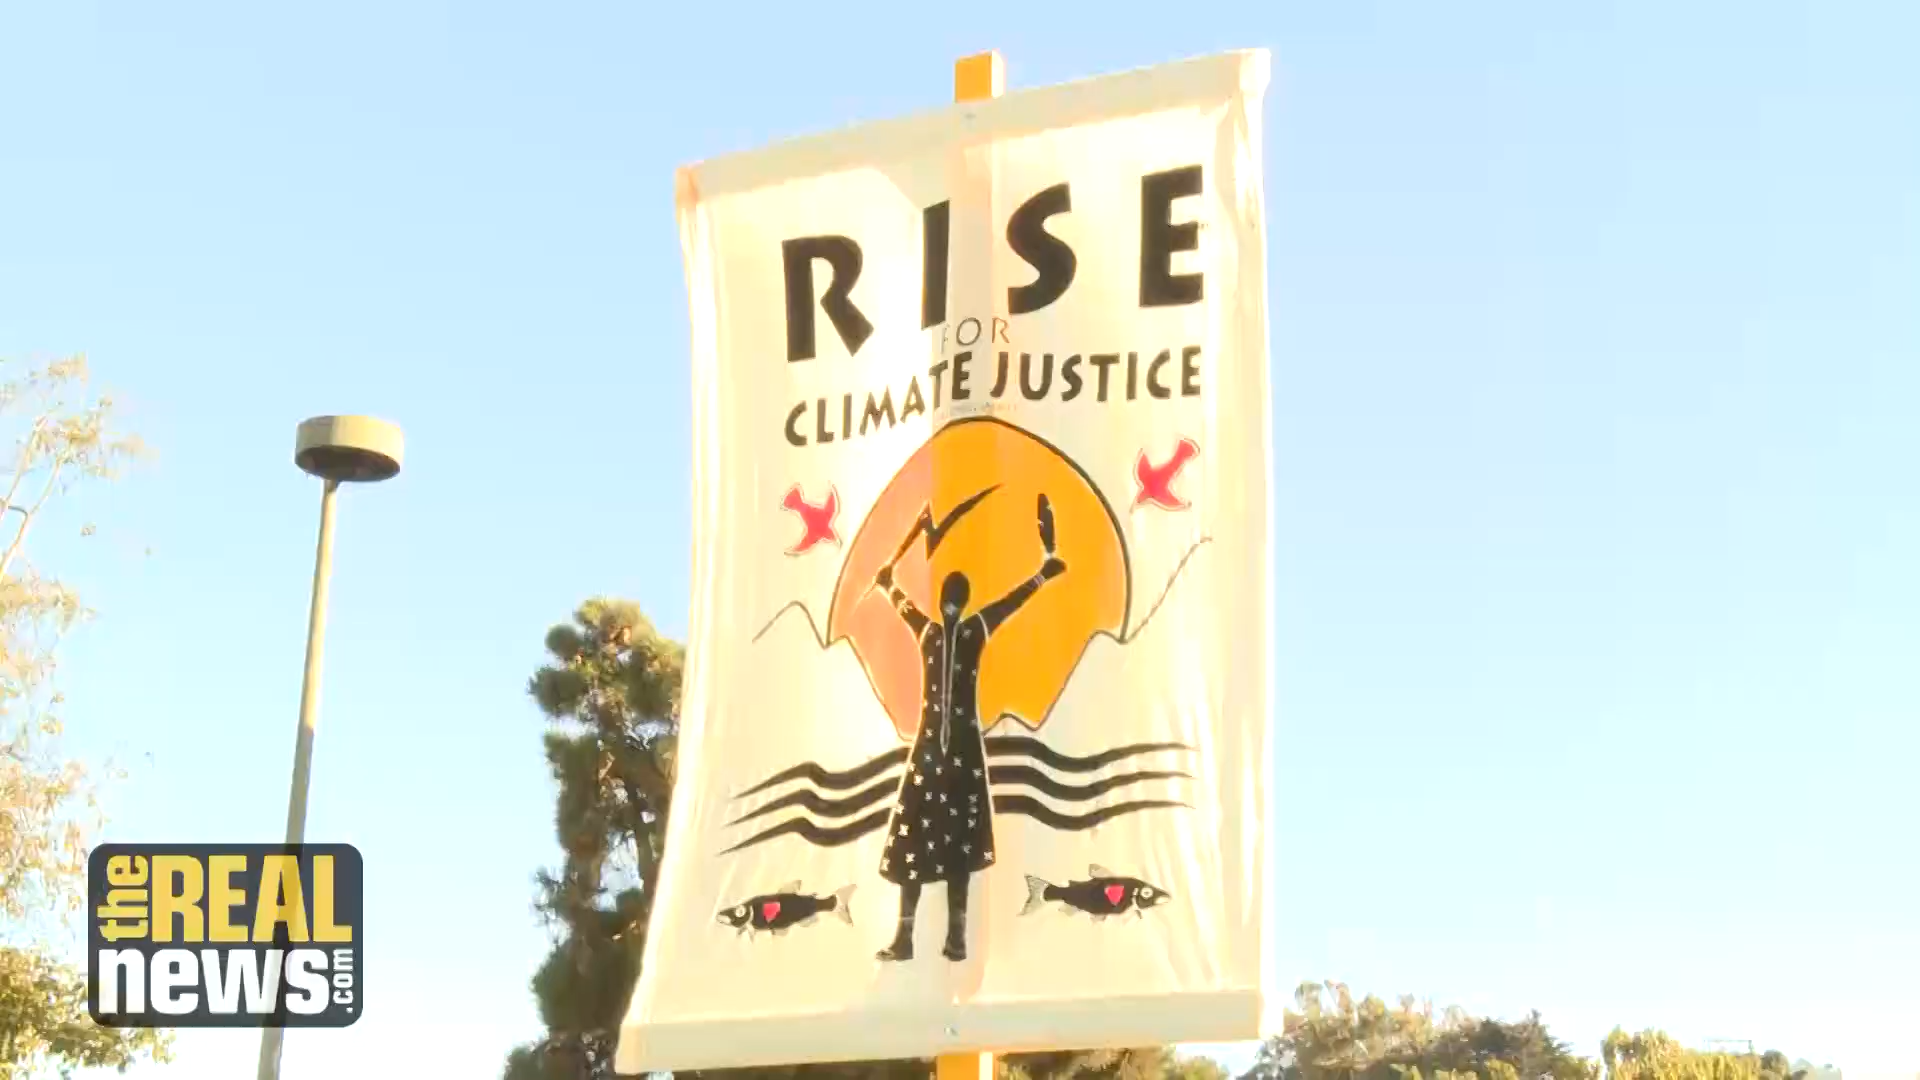 RISE
FOR
CLIMATE JUSTICE
the REAL
news.com